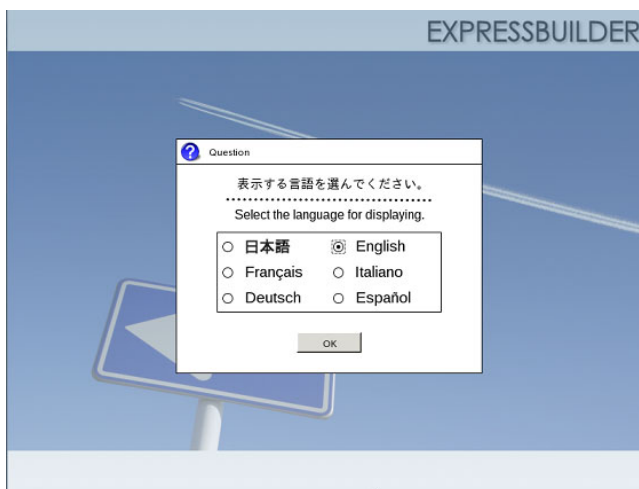 EXPRESSBUILDER
Question
表示する言語を選んでください。
Select the language for displaying.
日本語 English
Français Italiano
Deutsch Español
OK